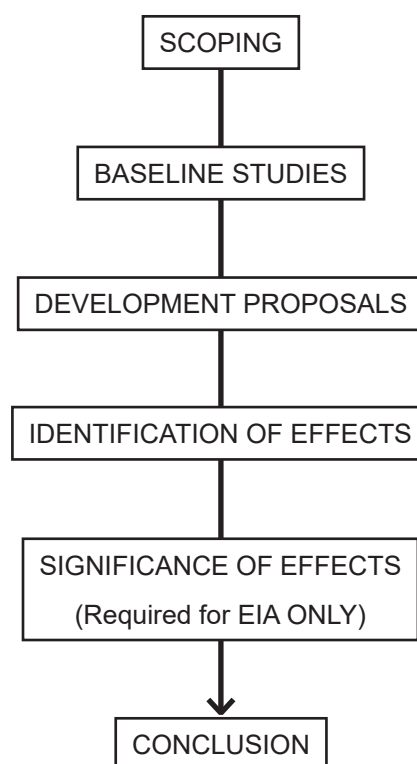 SCOPING
BASELINE STUDIES
DEVELOPMENT PROPOSALS
IDENTIFICATION OF EFFECTS
SIGNIFICANCE OF EFFECTS
(Required for EIA ONLY)
CONCLUSION